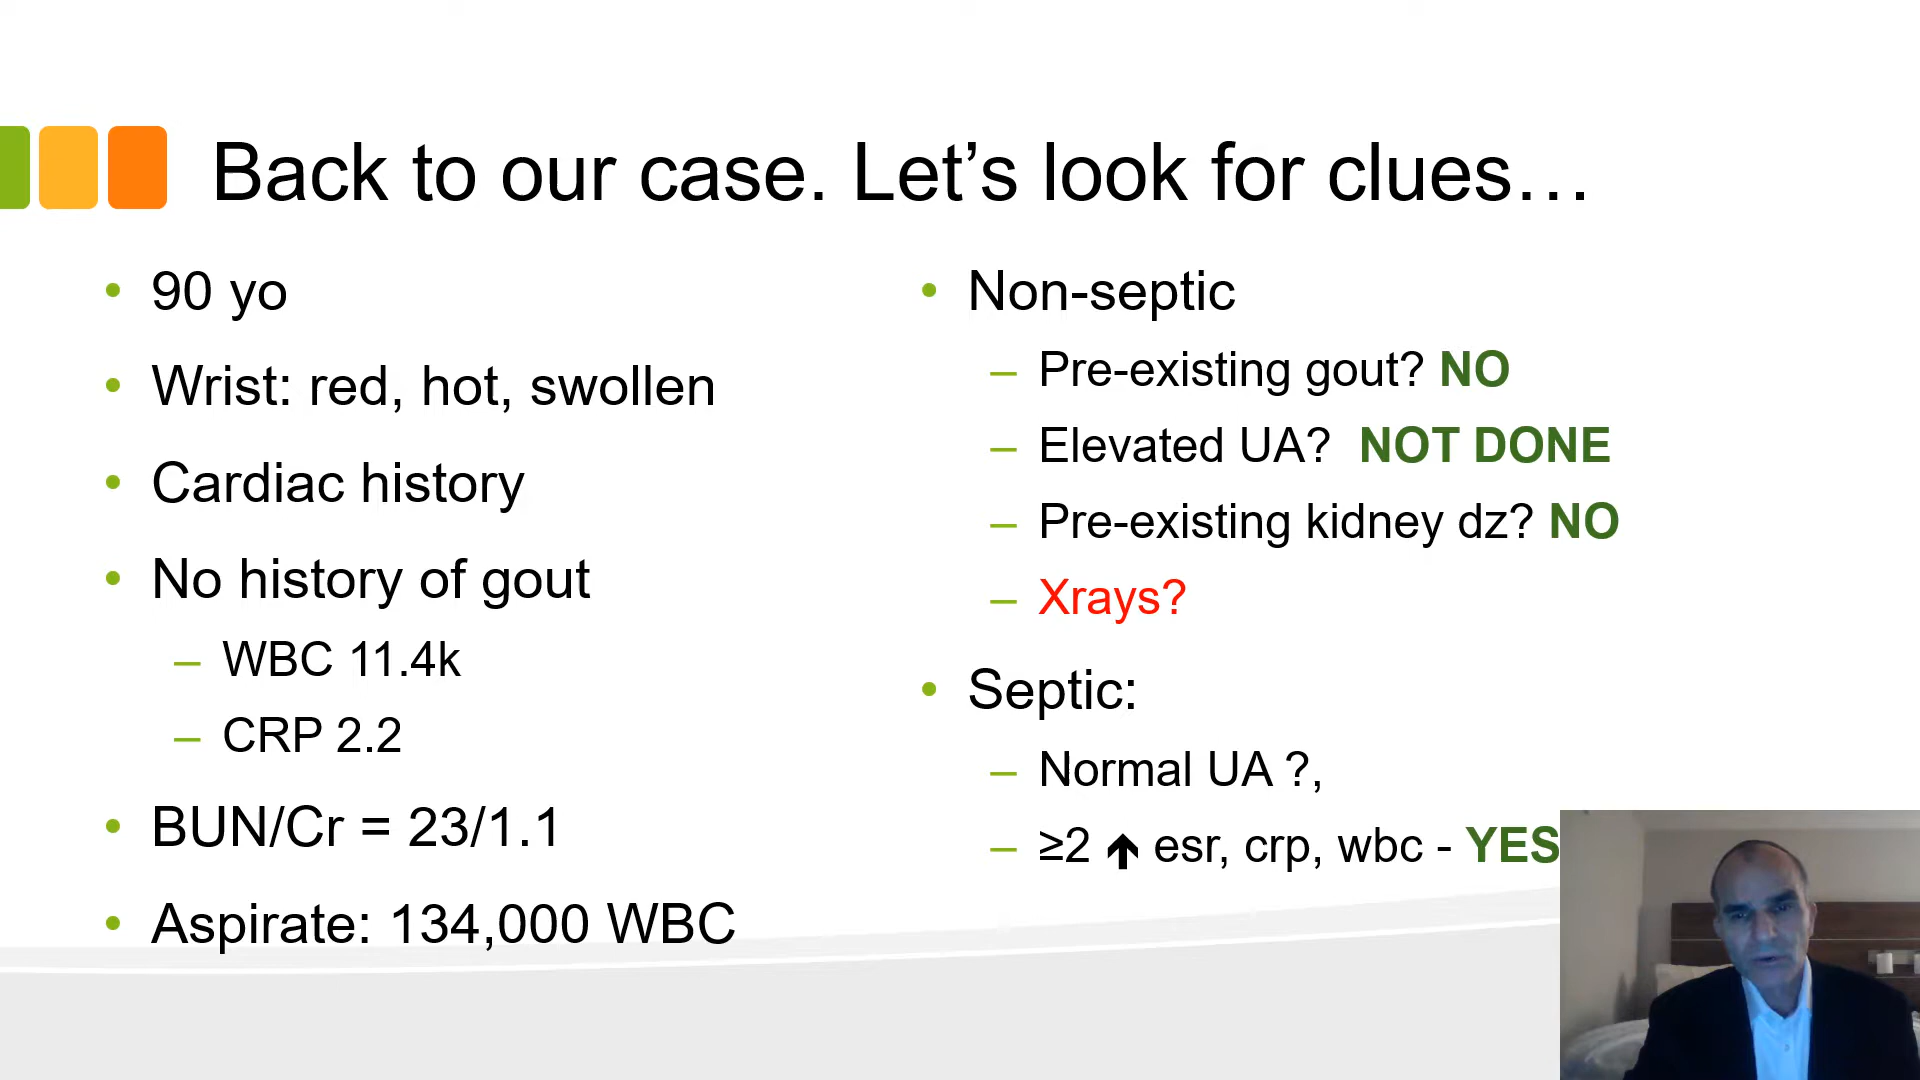 Back to our case. Let’s look for clues…
• 90 yo
• Wrist: red, hot, swollen
• Cardiac history
• No history of gout
– WBC 11.4k
– CRP 2.2
• BUN/Cr = 23/1.1
• Aspirate: 134,000 WBC
• Non-septic
– Pre-existing gout? NO
– Elevated UA? NOT DONE
– Pre-existing kidney dz? NO
– Xrays?
• Septic:
– Normal UA ?,
– ≥2 🡅 esr, crp, wbc - YES